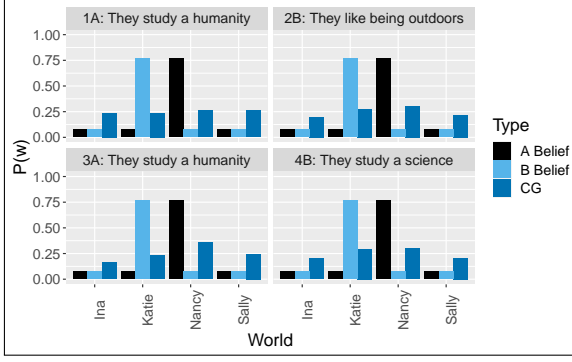 1A: They study a humanity
2B: They like being outdoors
1.00
0.75
0.50
0.25
0.00
3A: They study a humanity
4B: They study a science
1.00
0.75
0.50
0.25
0.00
P(w)
Ina
Katie
Nancy
Sally
Ina
Katie
Nancy
Sally
World
Type
A Belief
B Belief
CG